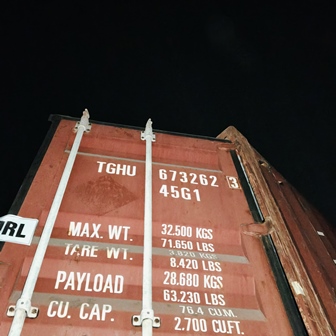 TGHU 673262 3
45G1
IRL
MAX. WT. 32.500 KGS
71.650 LBS
TARE WT. 3.820 KGS
8.420 LBS
PAYLOAD 28.680 KGS
63.230 LBS
CU. CAP. 76.4 CU.M.
2.700 CU.FT.